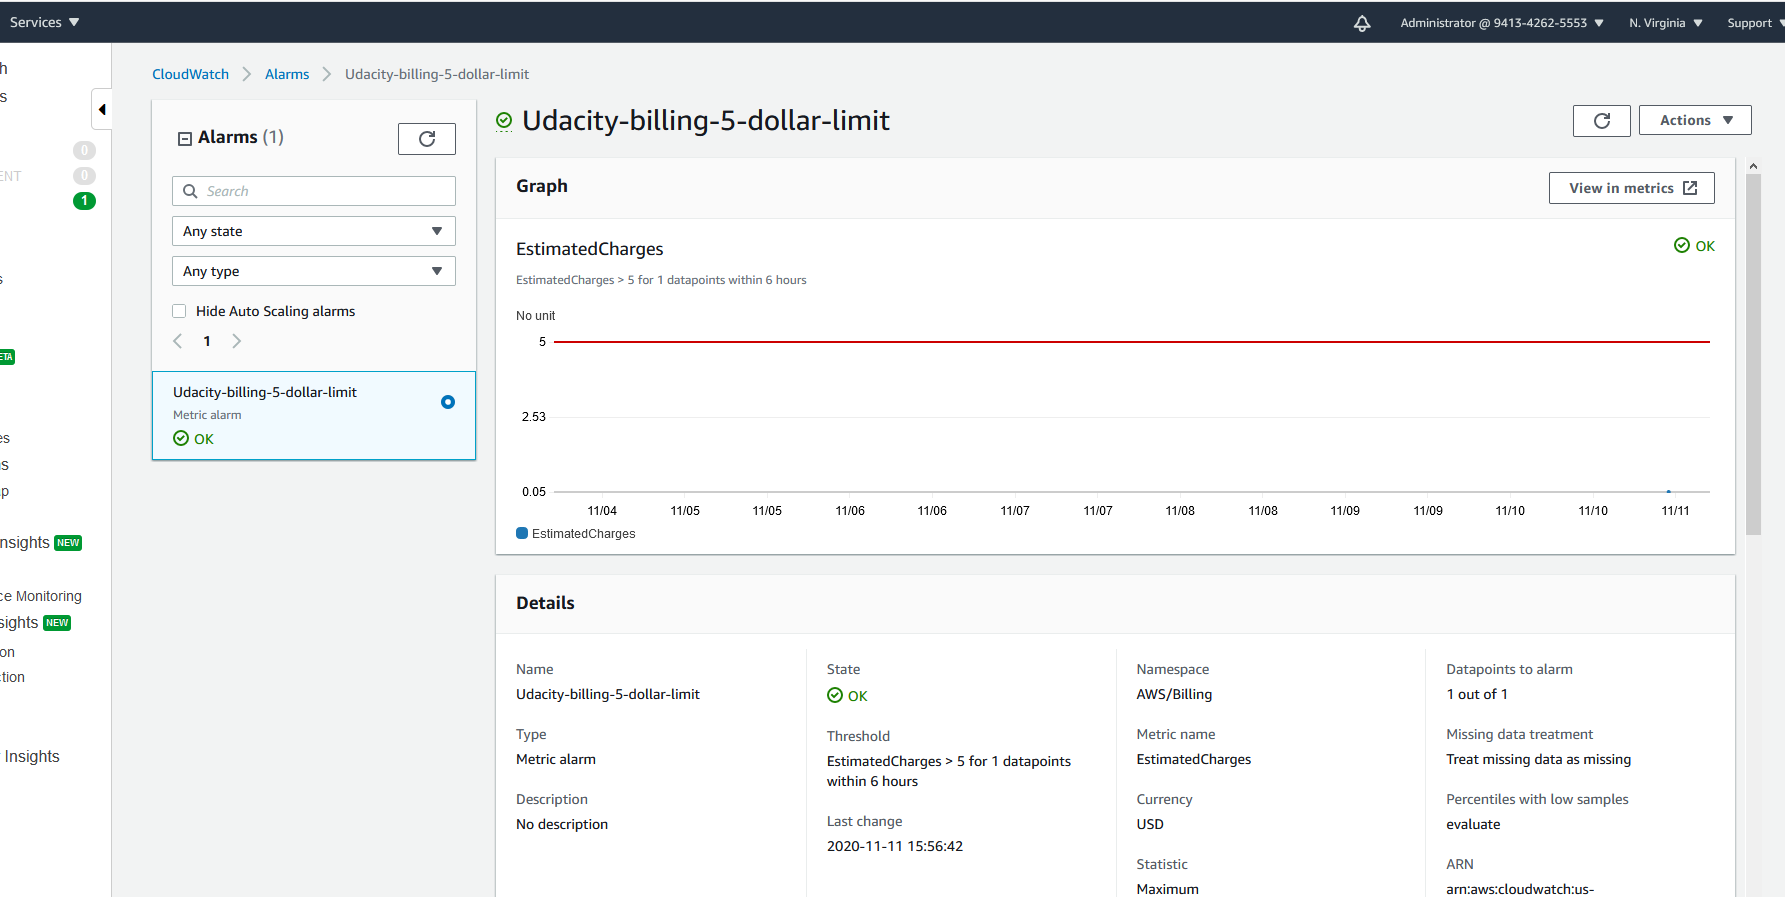 Services
Administrator @ 9413-4262-5553
N. Virginia
Support
h
s
0
ENT
0
1
s
ETA
es
ns
up
nsights NEW
ce Monitoring
sights NEW
on
ction
Insights
CloudWatch
Alarms
Udacity-billing-5-dollar-limit
Alarms (1)
Search
Any state
Any type
Hide Auto Scaling alarms
1
Udacity-billing-5-dollar-limit
Metric alarm
OK
Udacity-billing-5-dollar-limit
Actions
Graph
View in metrics
EstimatedCharges
OK
EstimatedCharges > 5 for 1 datapoints within 6 hours
No unit
5
2.53
0.05
11/04 11/05 11/05 11/06 11/06 11/07 11/07 11/08 11/08 11/09 11/09 11/10 11/10 11/11
EstimatedCharges
Details
Name
Udacity-billing-5-dollar-limit
Type
Metric alarm
Description
No description
State
OK
Threshold
EstimatedCharges > 5 for 1 datapoints
within 6 hours
Last change
2020-11-11 15:56:42
Namespace
AWS/Billing
Metric name
EstimatedCharges
Currency
USD
Statistic
Maximum
Datapoints to alarm
1 out of 1
Missing data treatment
Treat missing data as missing
Percentiles with low samples
evaluate
ARN
arn:aws:cloudwatch:us-